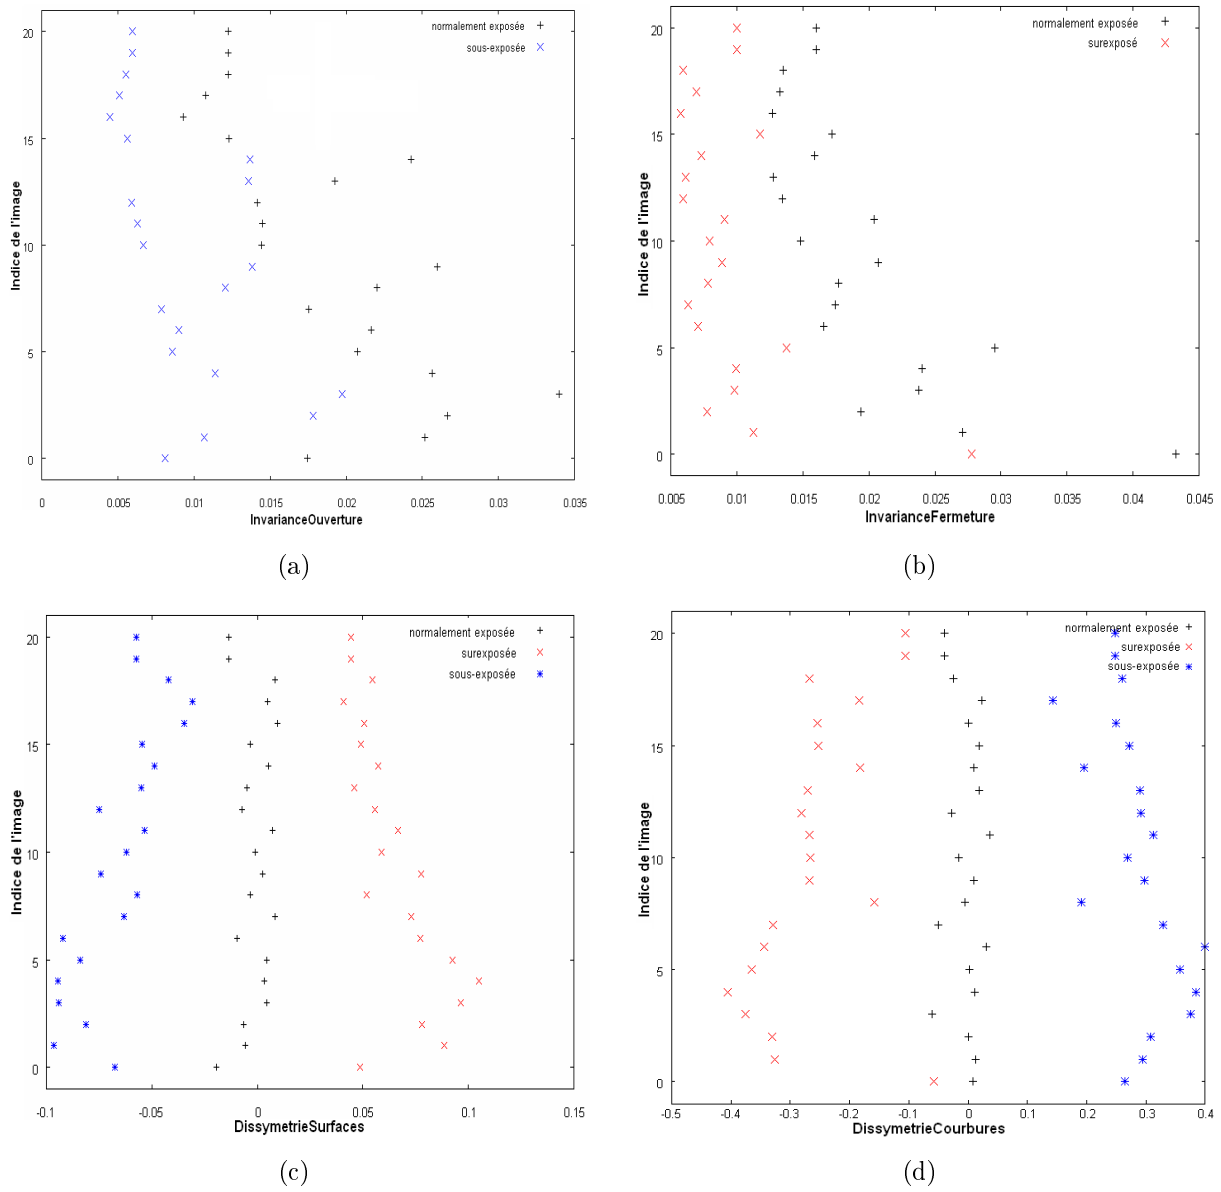 normalement exposée
sous-exposée
20
15
10
5
0
Indice de l'image
0 0.005 0.01 0.015 0.02 0.025 0.03 0.035
InvarianceOuverture
(a)
normalement exposée
surexposé
20
15
10
5
0
Indice de l'image
0.005 0.01 0.015 0.02 0.025 0.03 0.035 0.04 0.045
InvarianceFermeture
(b)
normalement exposée
surexposée
sous-exposée
20
15
10
5
0
Indice de l'image
-0.1 -0.05 0 0.05 0.1 0.15
DissymetrieSurfaces
(c)
normalement exposée
surexposée
sous-exposée
20
15
10
5
0
Indice de l'image
-0.5 -0.4 -0.3 -0.2 -0.1 0 0.1 0.2 0.3 0.4
DissymetrieCourbures
(d)